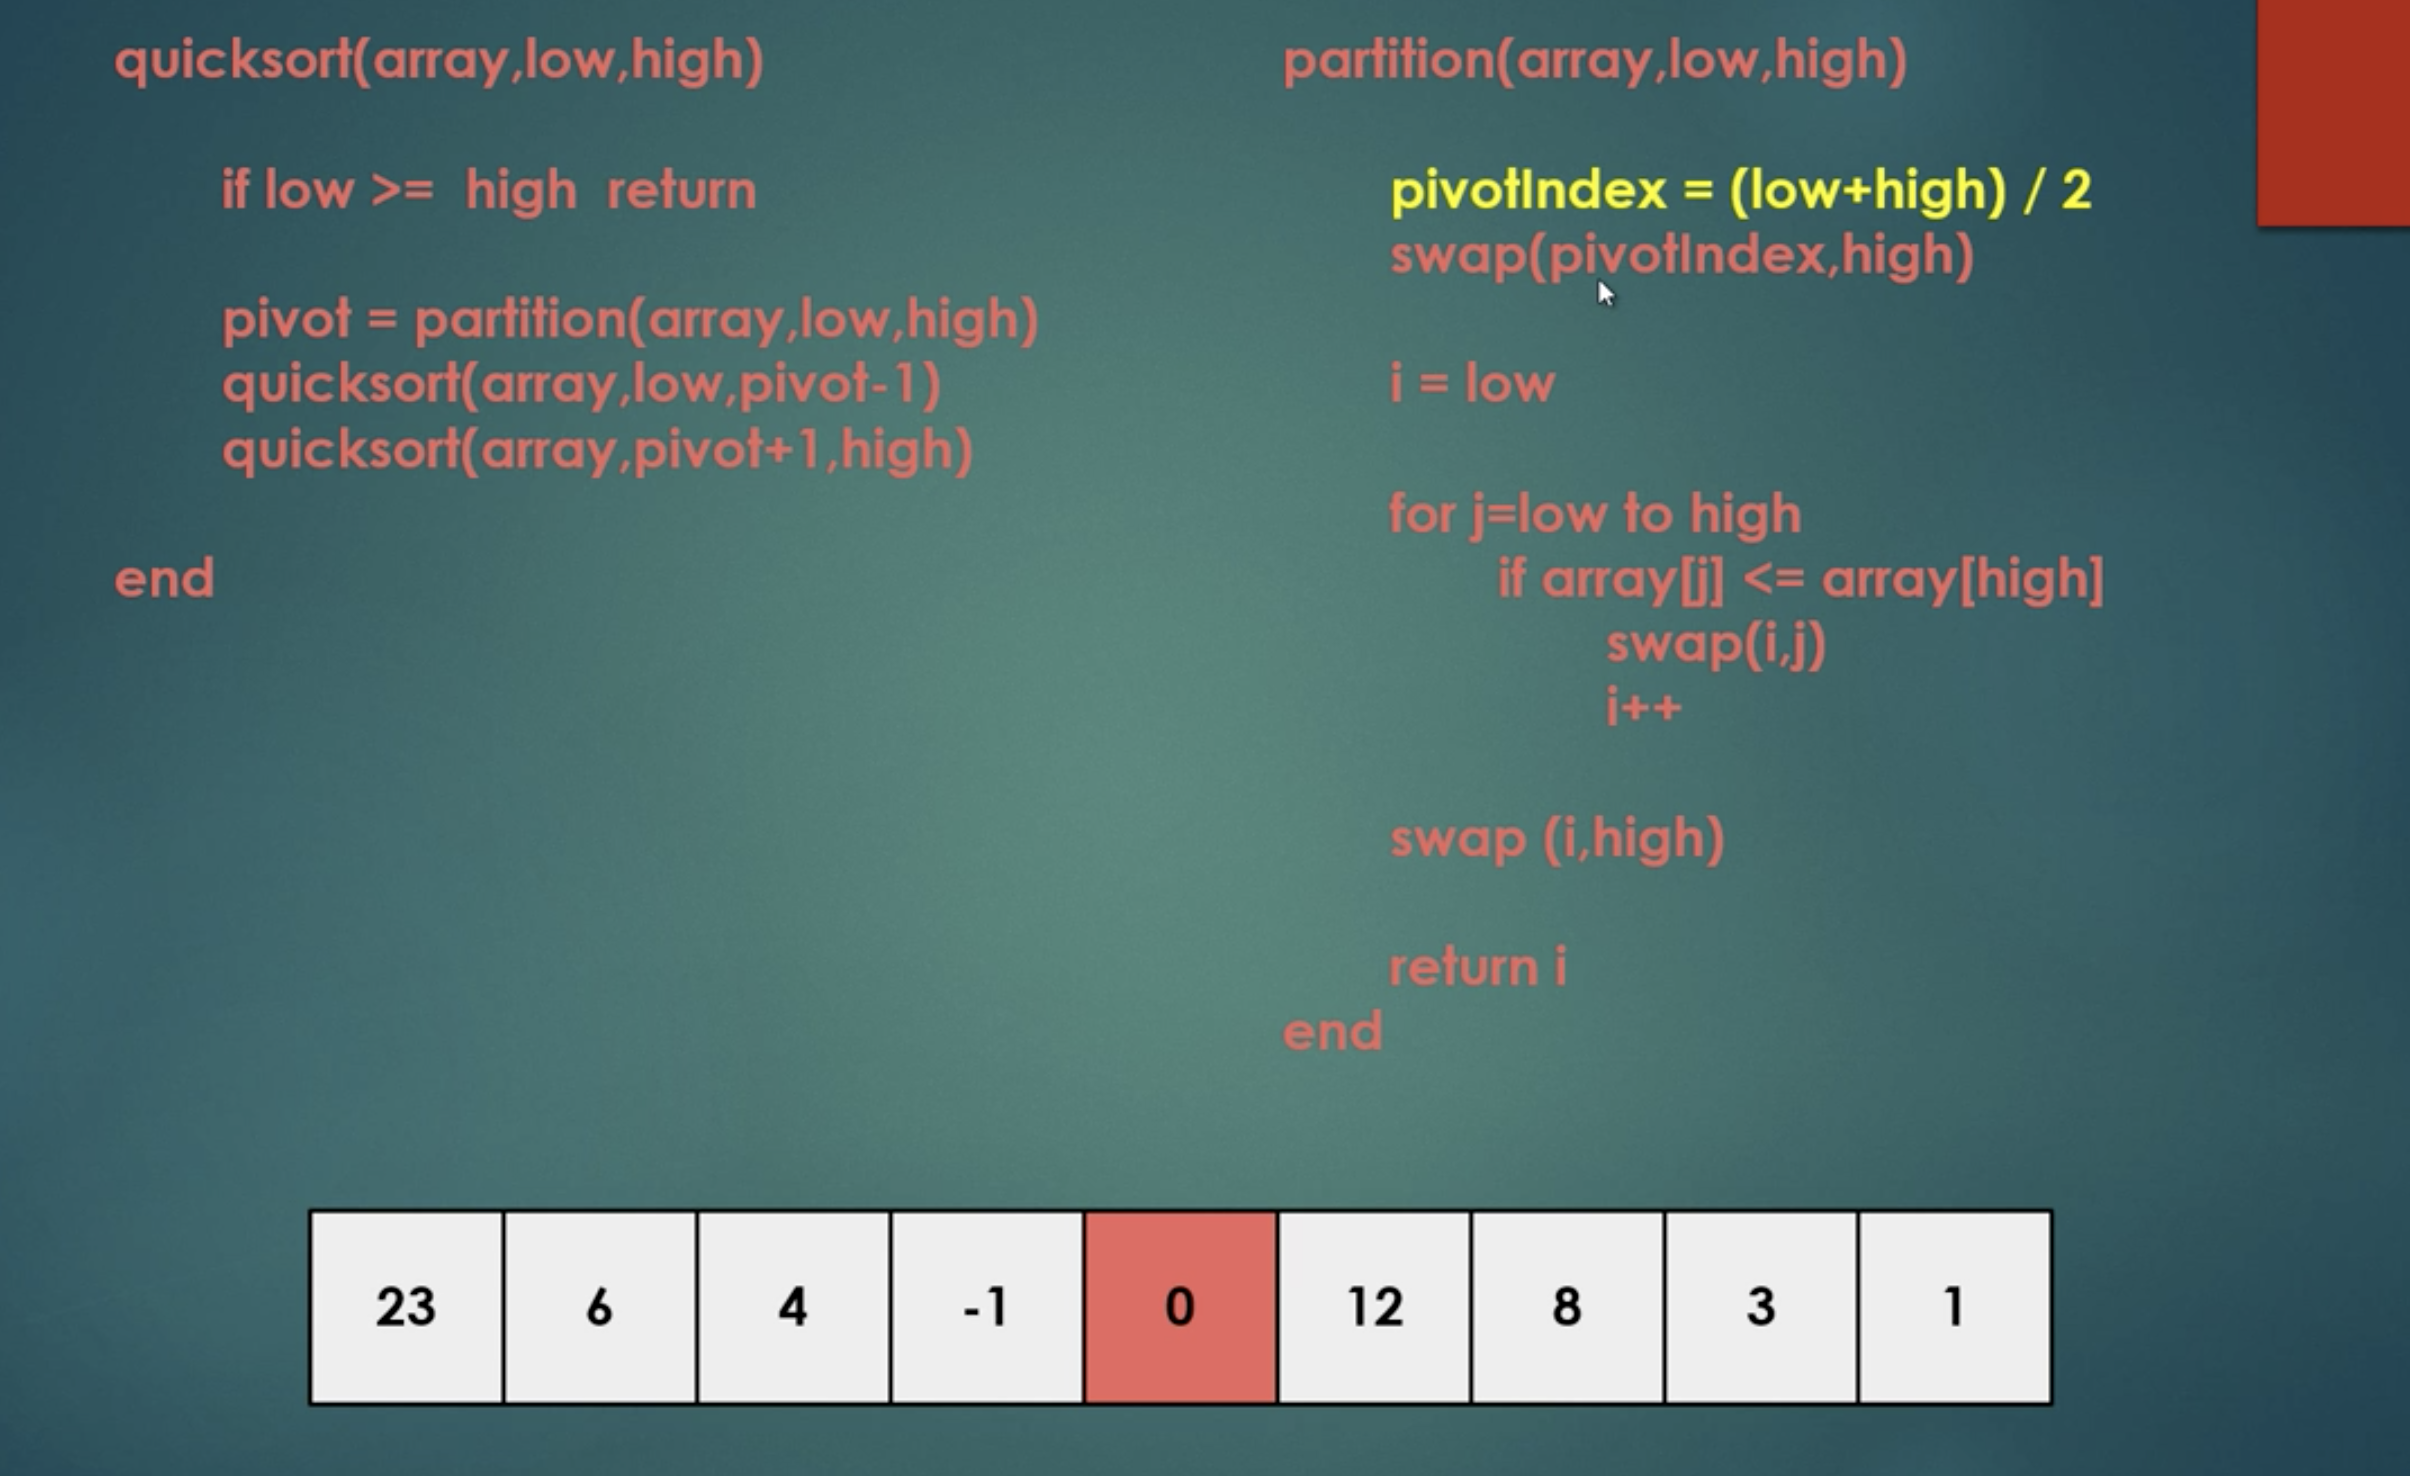 quicksort(array,low,high)
if low >= high return
pivot = partition(array,low,high)
quicksort(array,low,pivot-1)
quicksort(array,pivot+1,high)
end
partition(array,low,high)
pivotIndex = (low+high) / 2
swap(pivotIndex,high)
i = low
for j=low to high
if array[j] <= array[high]
swap(i,j)
i++
swap (i,high)
return i
end
23 6 4 -1 0 12 8 3 1